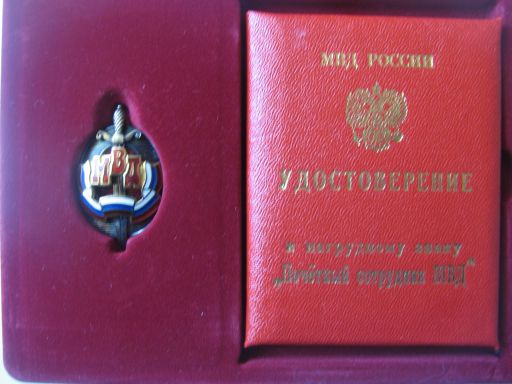 МВД
МВД РОССИИ
УДОСТОВЕРЕНИЕ
к нагрудному знаку
„Почётный сотрудник МВД"